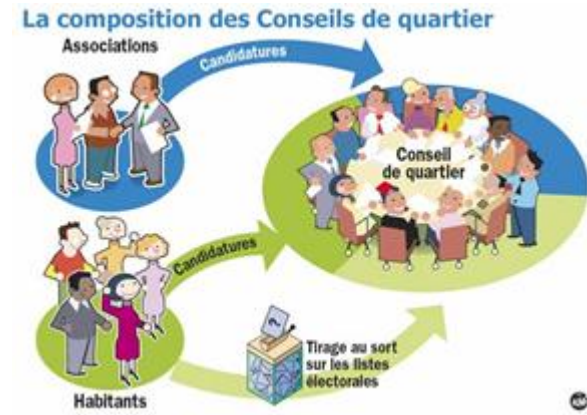 La composition des Conseils de quartier
Associations
Candidatures
Conseil
de quartier
Candidatures
?
Tirage au sort
sur les listes
électorales
Habitants